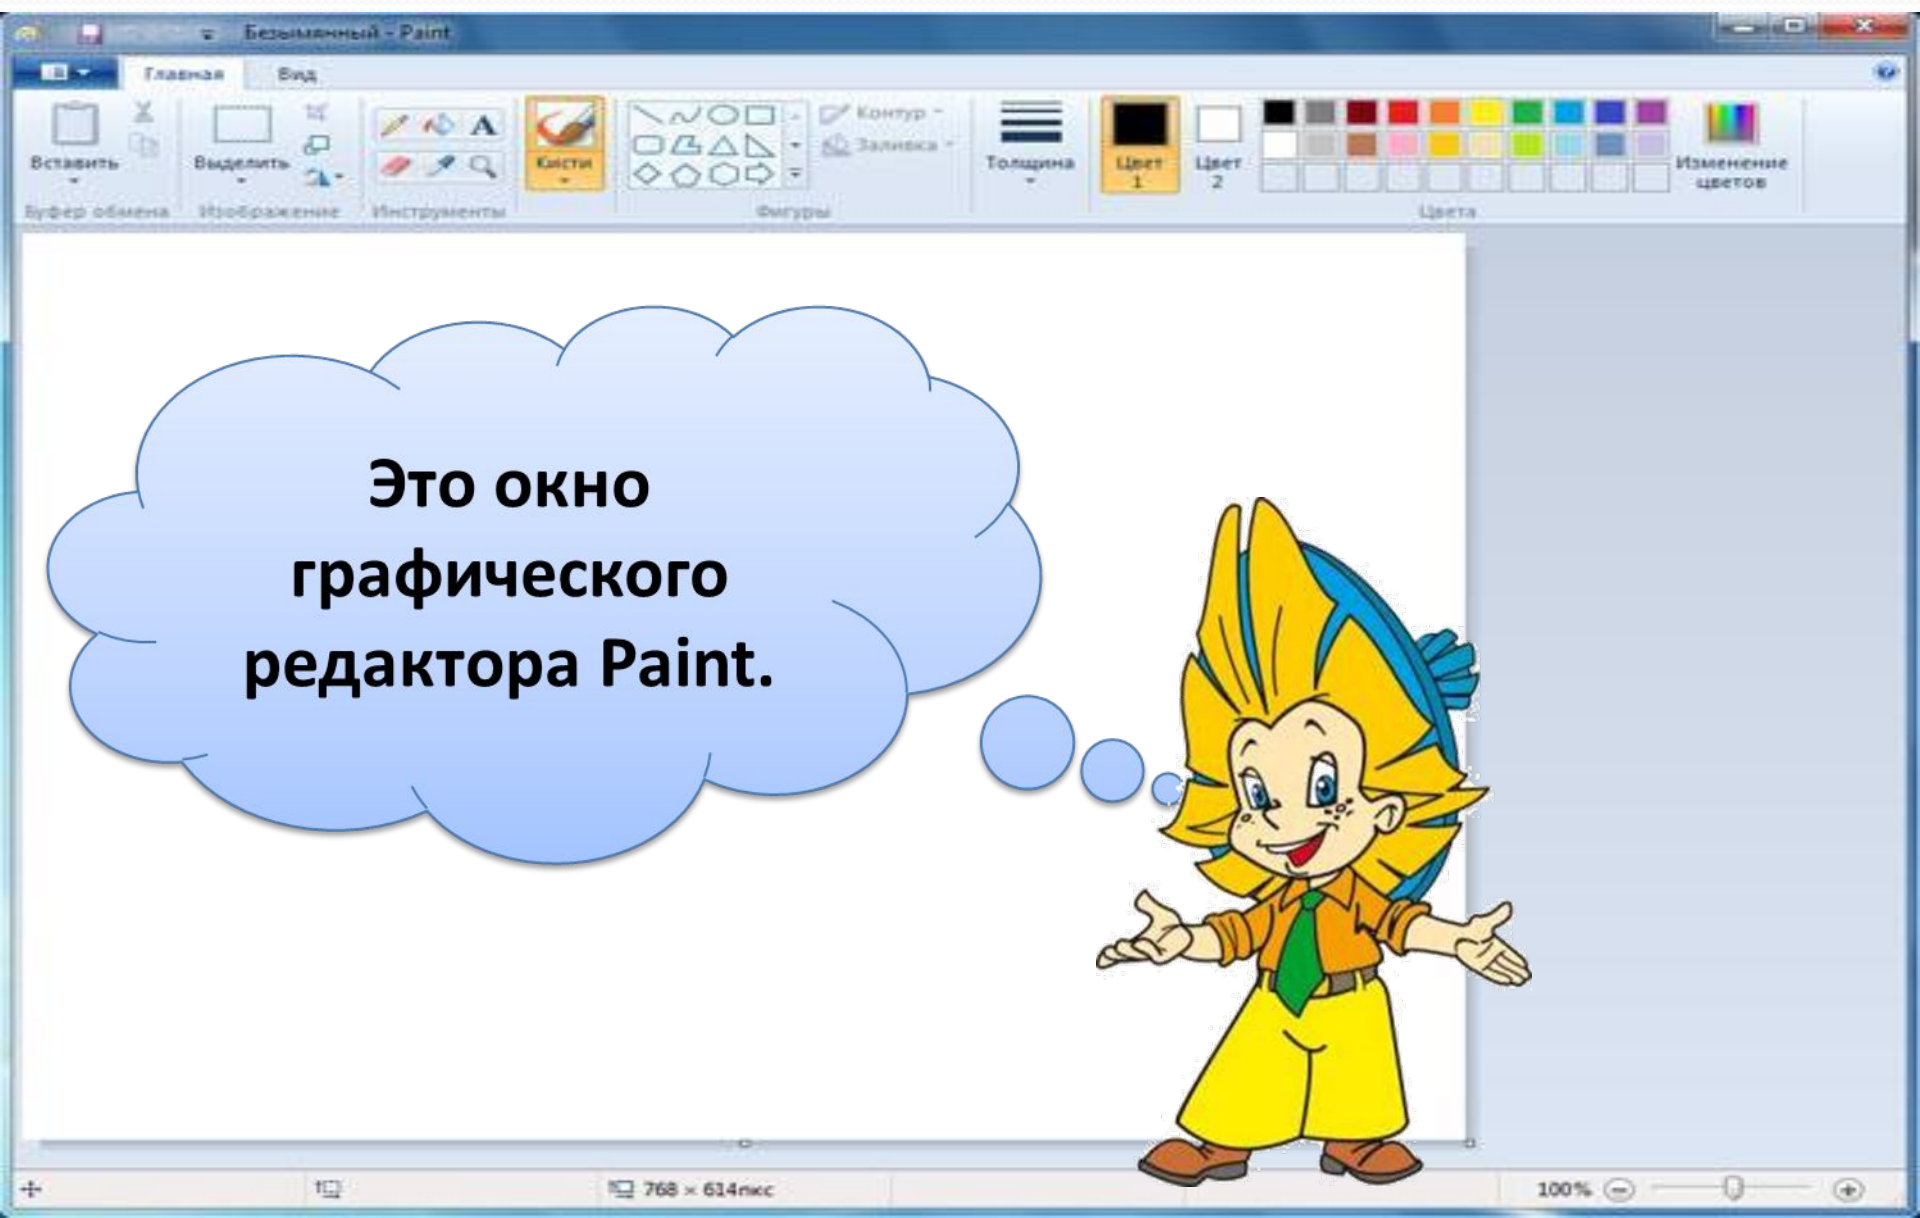 Безымянный - Paint
Главная Вид
Контур
Заливка
Вставить Выделить Кисти Толщина Цвет 1 Цвет 2 Изменение цветов
Буфер обмена Изображение Инструменты Фигуры Цвета
Это окно
графического
редактора Paint.
768 × 614пкс 100%